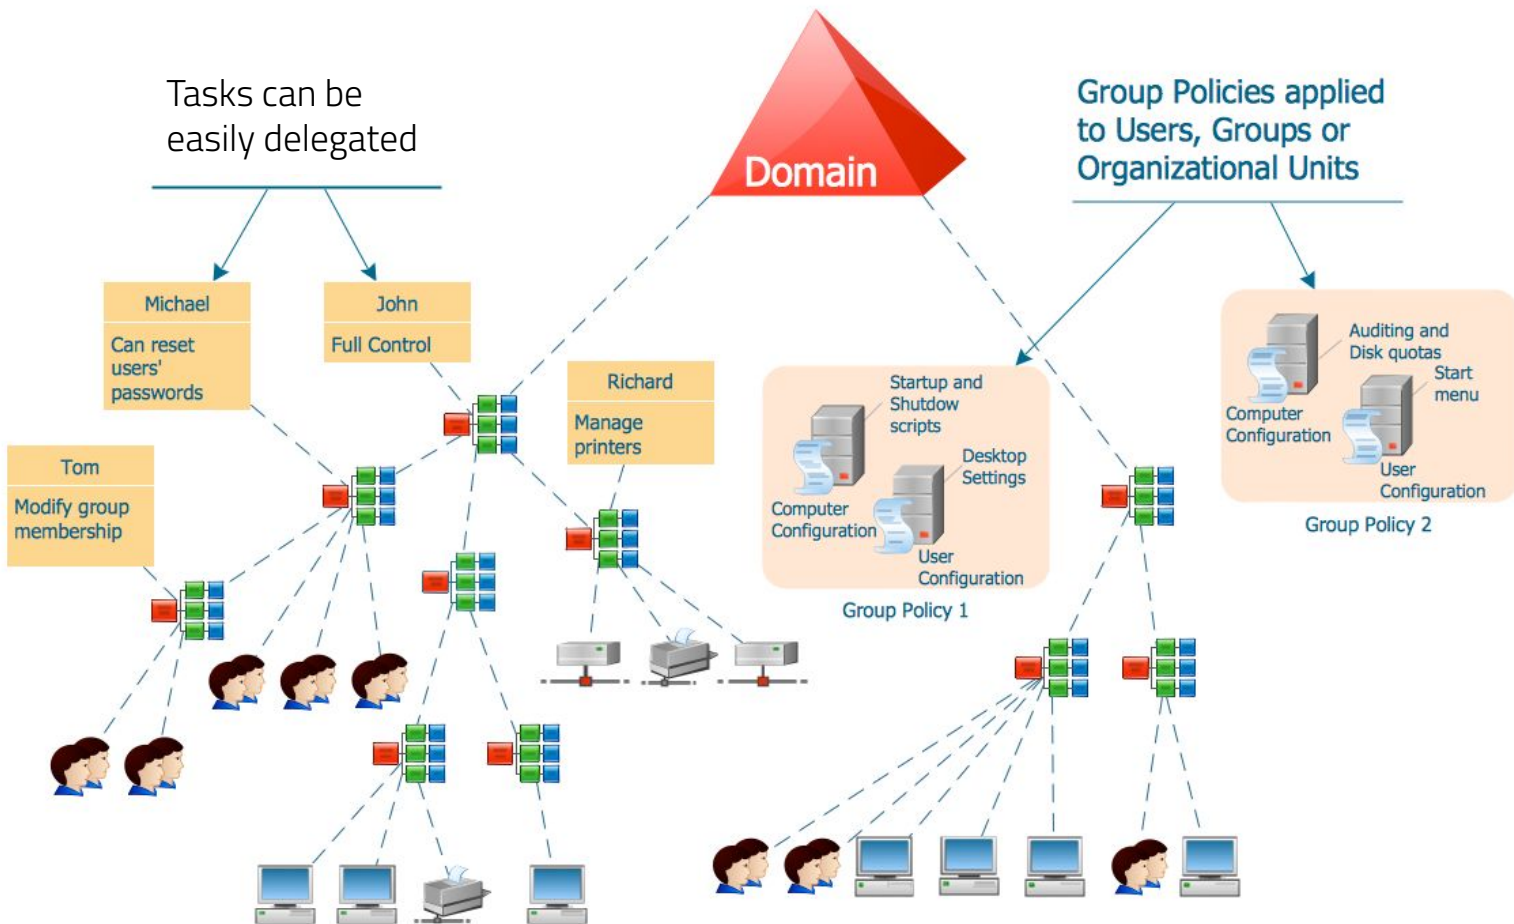 Tasks can be
easily delegated
Domain
Group Policies applied
to Users, Groups or
Organizational Units
Michael
Can reset
users'
passwords
John
Full Control
Richard
Manage
printers
Tom
Modify group
membership
Startup and
Shutdow
scripts
Computer
Configuration
Desktop
Settings
User
Configuration
Group Policy 1
Auditing and
Disk quotas
Computer
Configuration
Start
menu
User
Configuration
Group Policy 2